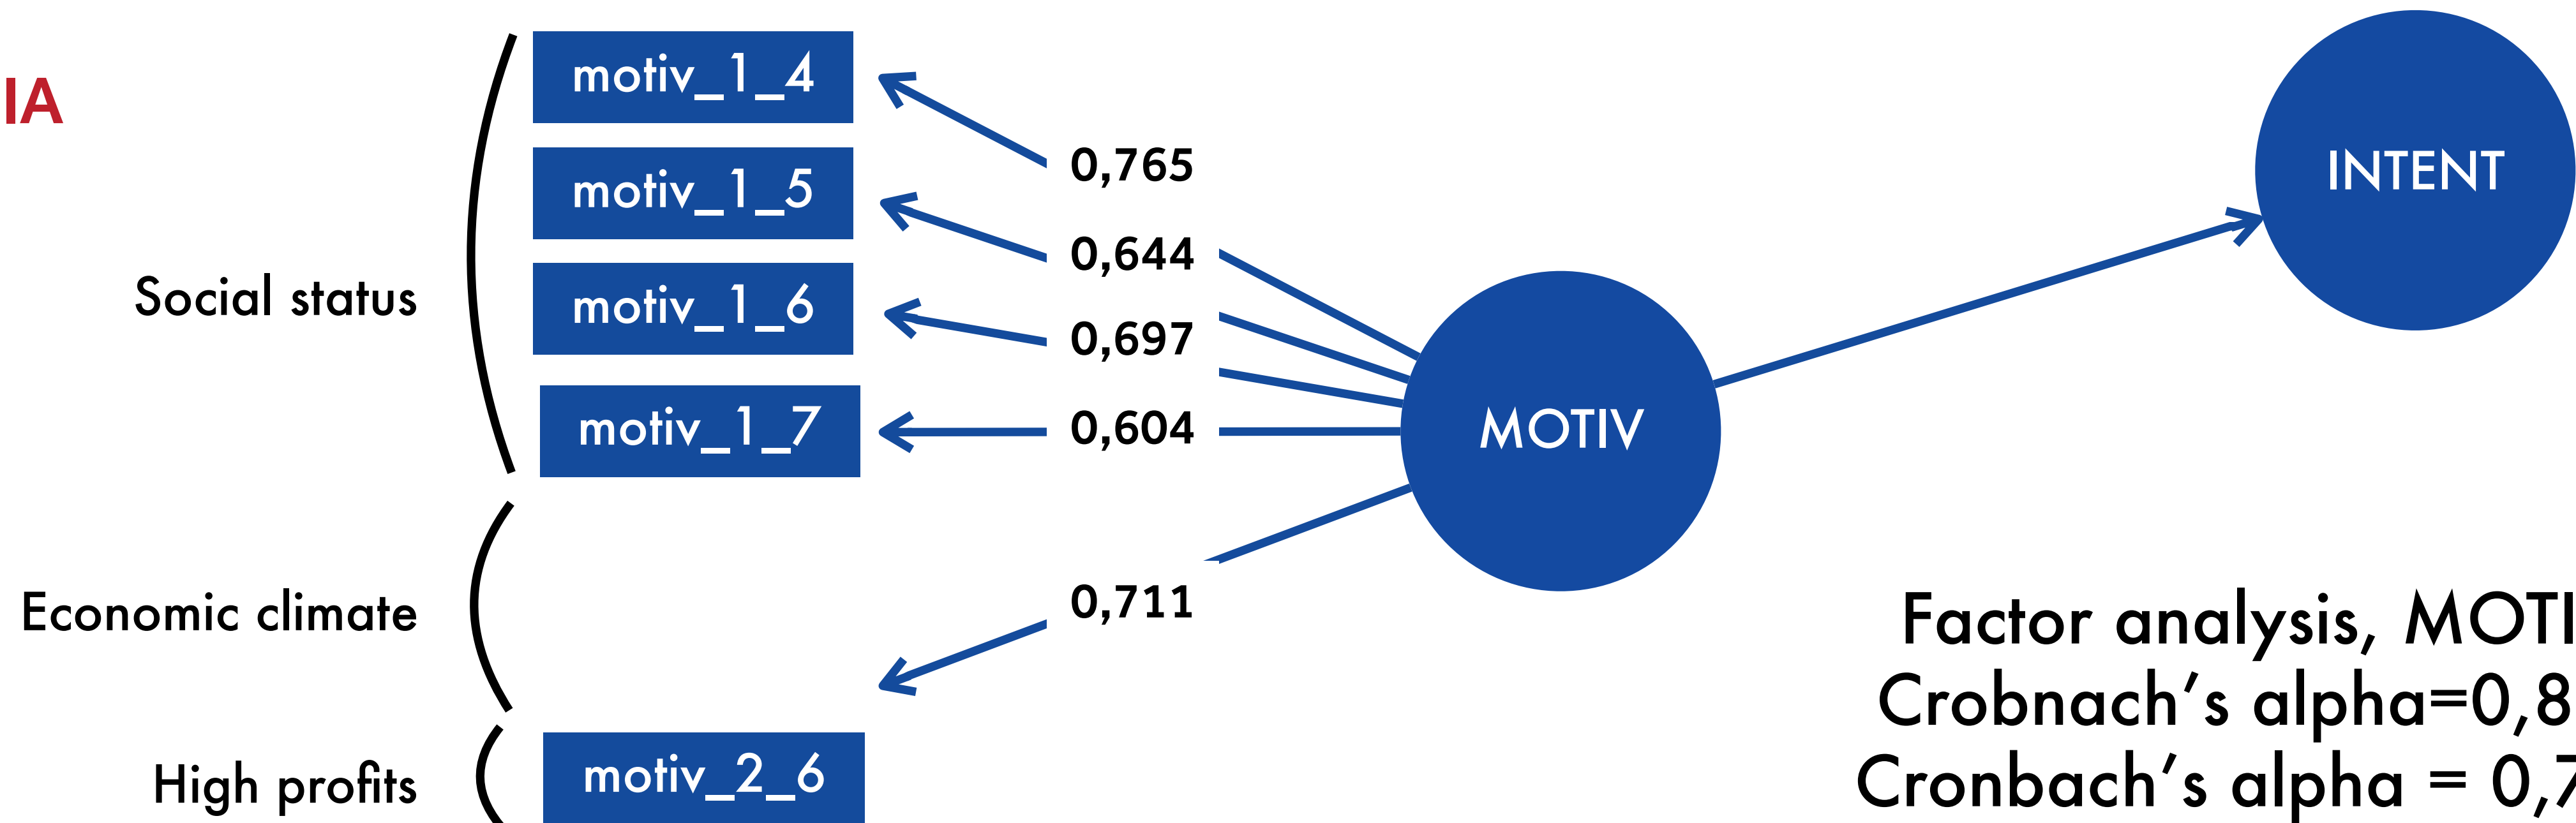 IA
motiv_1_4
motiv_1_5
motiv_1_6
motiv_1_7
Social status
Economic climate
High profits
motiv_2_6
0,765
0,644
0,697
0,604
0,711
MOTIV
INTENT
Factor analysis, MOTI
Crobnach's alpha=0,8
Cronbach's alpha = 0,7